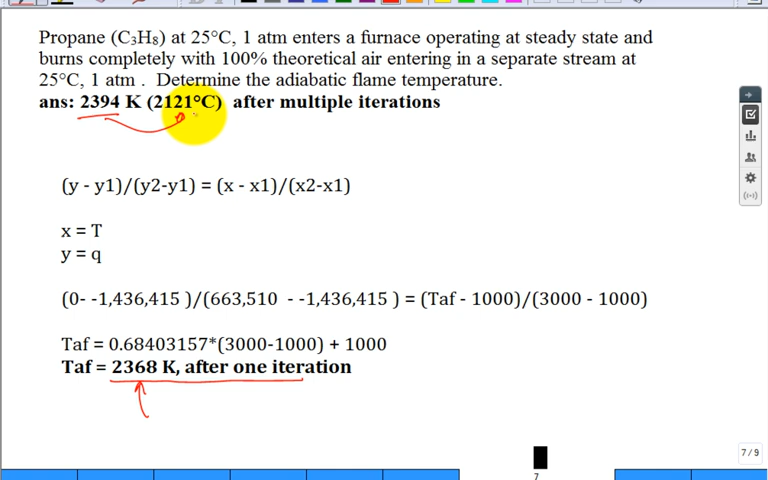 Propane (C₃H₈) at 25°C, 1 atm enters a furnace operating at steady state and
burns completely with 100% theoretical air entering in a separate stream at
25°C, 1 atm . Determine the adiabatic flame temperature.
ans: 2394 K (2121°C) after multiple iterations
(y - y1)/(y2-y1) = (x - x1)/(x2-x1)
x = T
y = q
(0- -1,436,415 )/(663,510 - -1,436,415 ) = (Taf - 1000)/(3000 - 1000)
Taf = 0.68403157*(3000-1000) + 1000
Taf = 2368 K, after one iteration
7 / 9
7